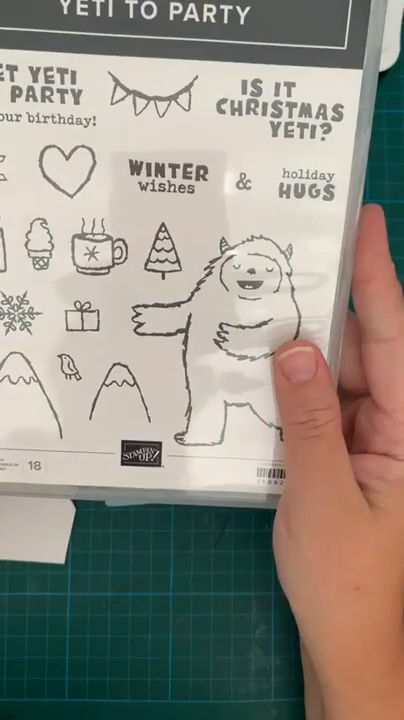 YETI TO PARTY
ET YETI
PARTY
our birthday!
IS IT
CHRISTMAS
YETI?
WINTER
wishes
&
holiday
HUGS
STAMPIN'
UP!
18